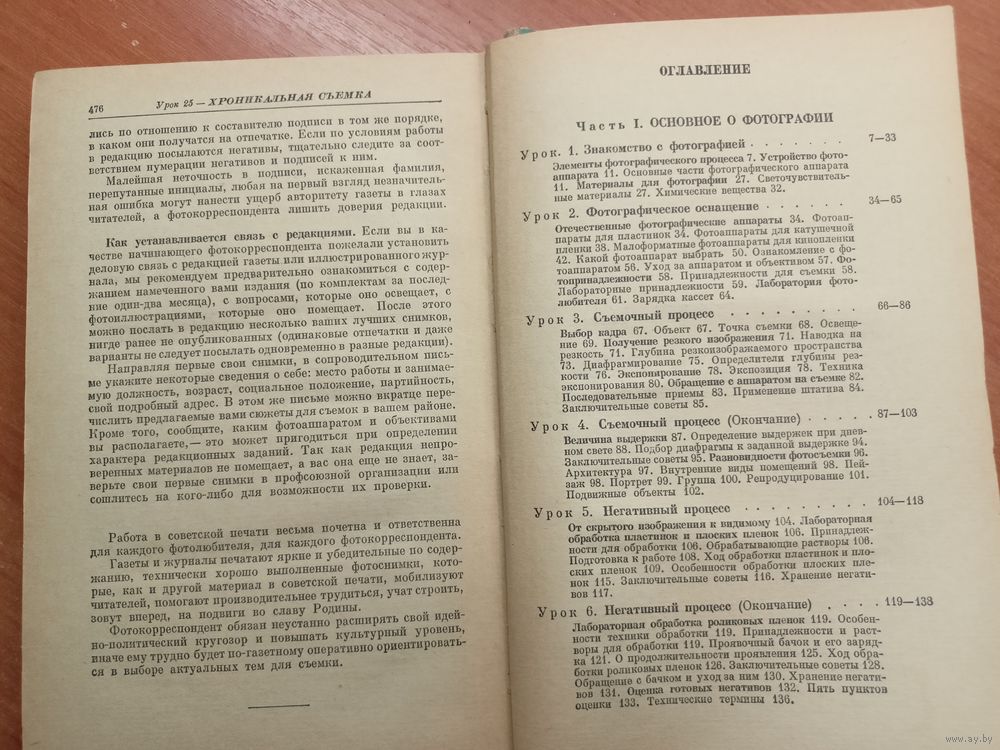 476
Урок 25 — ХРОНИКАЛЬНАЯ СЪЕМКА
лись по отношению к составителю подписи в том же порядке,
в каком они получатся на отпечатке. Если по условиям работы
в редакцию посылаются негативы, тщательно следите за соот-
ветствием нумерации негативов и подписей к ним.
Малейшая неточность в подписи, искаженная фамилия,
перепутанные инициалы, любая на первый взгляд незначитель-
ная ошибка могут нанести ущерб авторитету газеты в глазах
читателей, а фотокорреспондента лишить доверия редакции.
Как устанавливается связь с редакциями. Если вы в ка-
честве начинающего фотокорреспондента пожелали установить
деловую связь с редакцией газеты или иллюстрированного жур-
нала, мы рекомендуем предварительно ознакомиться с содер-
жанием намеченного вами издания (по комплектам за послед-
ние один-два месяца), с вопросами, которые оно освещает, с
фотоиллюстрациями, которые оно помещает. После этого
можно послать в редакцию несколько ваших лучших снимков,
нигде ранее не опубликованных (одинаковые отпечатки и даже
варианты не следует посылать одновременно в разные редакции).
Направляя первые свои снимки, в сопроводительном пись-
ме укажите некоторые сведения о себе: место работы и занимае-
мую должность, возраст, социальное положение, партийность,
свой подробный адрес. В этом же письме можно вкратце пере-
числить предлагаемые вами сюжеты для съемок в вашем районе.
Кроме того, сообщите, каким фотоаппаратом и объективами
вы располагаете,— это может пригодиться при определении
характера редакционных заданий. Так как редакция непро-
веренных материалов не помещает, а вас она еще не знает, за-
верьте свои первые снимки в профсоюзной организации или
сошлитесь на кого-либо для возможности их проверки.
Работа в советской печати весьма почетна и ответственна
для каждого фотолюбителя, для каждого фотокорреспондента.
Газеты и журналы печатают яркие и убедительные по содер-
жанию, технически хорошо выполненные фотоснимки, кото-
рые, как и другой материал в советской печати, мобилизуют
читателей, помогают производительнее трудиться, учат строить,
зовут вперед, на подвиги во славу Родины.
Фотокорреспондент обязан неустанно расширять свой идей-
но-политический кругозор и повышать культурный уровень,
иначе ему трудно будет по-газетному оперативно ориентировать-
ся в выборе актуальных тем для съемки.
ОГЛАВЛЕНИЕ
Часть I. ОСНОВНОЕ О ФОТОГРАФИИ
Урок. 1. Знакомство с фотографией . . . . . . . . 7—33
Элементы фотографического процесса 7. Устройство фото-
аппарата 11. Основные части фотографического аппарата
11. Материалы для фотографии 27. Светочувствитель-
ные материалы 27. Химические вещества 32.
Урок 2. Фотографическое оснащение . . . . . . 34—65
Отечественные фотографические аппараты 34. Фотоап-
параты для пластинок 34. Фотоаппараты для катушечной
пленки 38. Малоформатные фотоаппараты для кинопленки
42. Какой фотоаппарат выбрать 50. Ознакомление с фо-
тоаппаратом 56. Уход за аппаратом и объективом 57. Фо-
топринадлежности 58. Принадлежности для съемки 58.
Лабораторные принадлежности 59. Лаборатория фото-
любителя 61. Зарядка кассет 64.
Урок 3. Съемочный процесс . . . . . . . . . 66—86
Выбор кадра 67. Объект 67. Точка съемки 68. Освеще-
ние 69. Получение резкого изображения 71. Наводка на
резкость 71. Глубина резкоизображаемого пространства
73. Диафрагмирование 75. Определители глубины рез-
кости 76. Экспонирование 78. Экспозиция 78. Техника
экспонирования 80. Обращение с аппаратом на съемке 82.
Последовательные приемы 83. Применение штатива 84.
Заключительные советы 85.
Урок 4. Съемочный процесс (Окончание) . . . . . 87—103
Величина выдержки 87. Определение выдержек при днев-
ном свете 88. Подбор диафрагмы к заданной выдержке 94.
Заключительные советы 95. Разновидности фотосъемки 96.
Архитектура 97. Внутренние виды помещений 98. Пей-
заж 98. Портрет 99. Группа 100. Репродуцирование 101.
Подвижные объекты 102.
Урок 5. Негативный процесс . . . . . . . . . 104—118
От скрытого изображения к видимому 104. Лабораторная
обработка пластинок и плоских пленок 106. Принадлеж-
ности для обработки 106. Обрабатывающие растворы 106.
Подготовка к работе 108. Ход обработки пластинок и пло-
ских пленок 109. Особенности обработки плоских пле-
нок 115. Заключительные советы 116. Хранение негати-
вов 117.
Урок 6. Негативный процесс (Окончание) . . . . 119—138
Лабораторная обработка роликовых пленок 119. Особен-
ности техники обработки 119. Принадлежности и раст-
воры для обработки 119. Проявочный бачок и его заряд-
ка 121. О продолжительности проявления 125. Ход обра-
ботки роликовых пленок 126. Заключительные советы 128.
Обращение с бачком и уход за ним 130. Хранение негати-
вов 131. Оценка готовых негативов 132. Пять пунктов
оценки 133. Технические термины 136.
www.ay.by